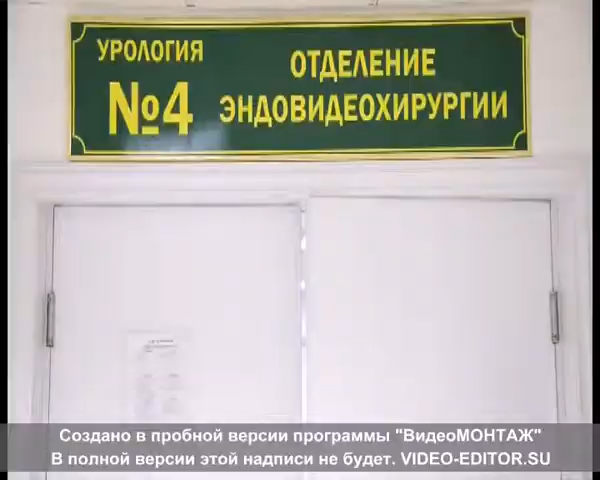 УРОЛОГИЯ
№4
ОТДЕЛЕНИЕ
ЭНДОВИДЕОХИРУРГИИ
Создано в пробной версии программы "ВидеоМОНТАЖ"
В полной версии этой надписи не будет. VIDEO-EDITOR.SU